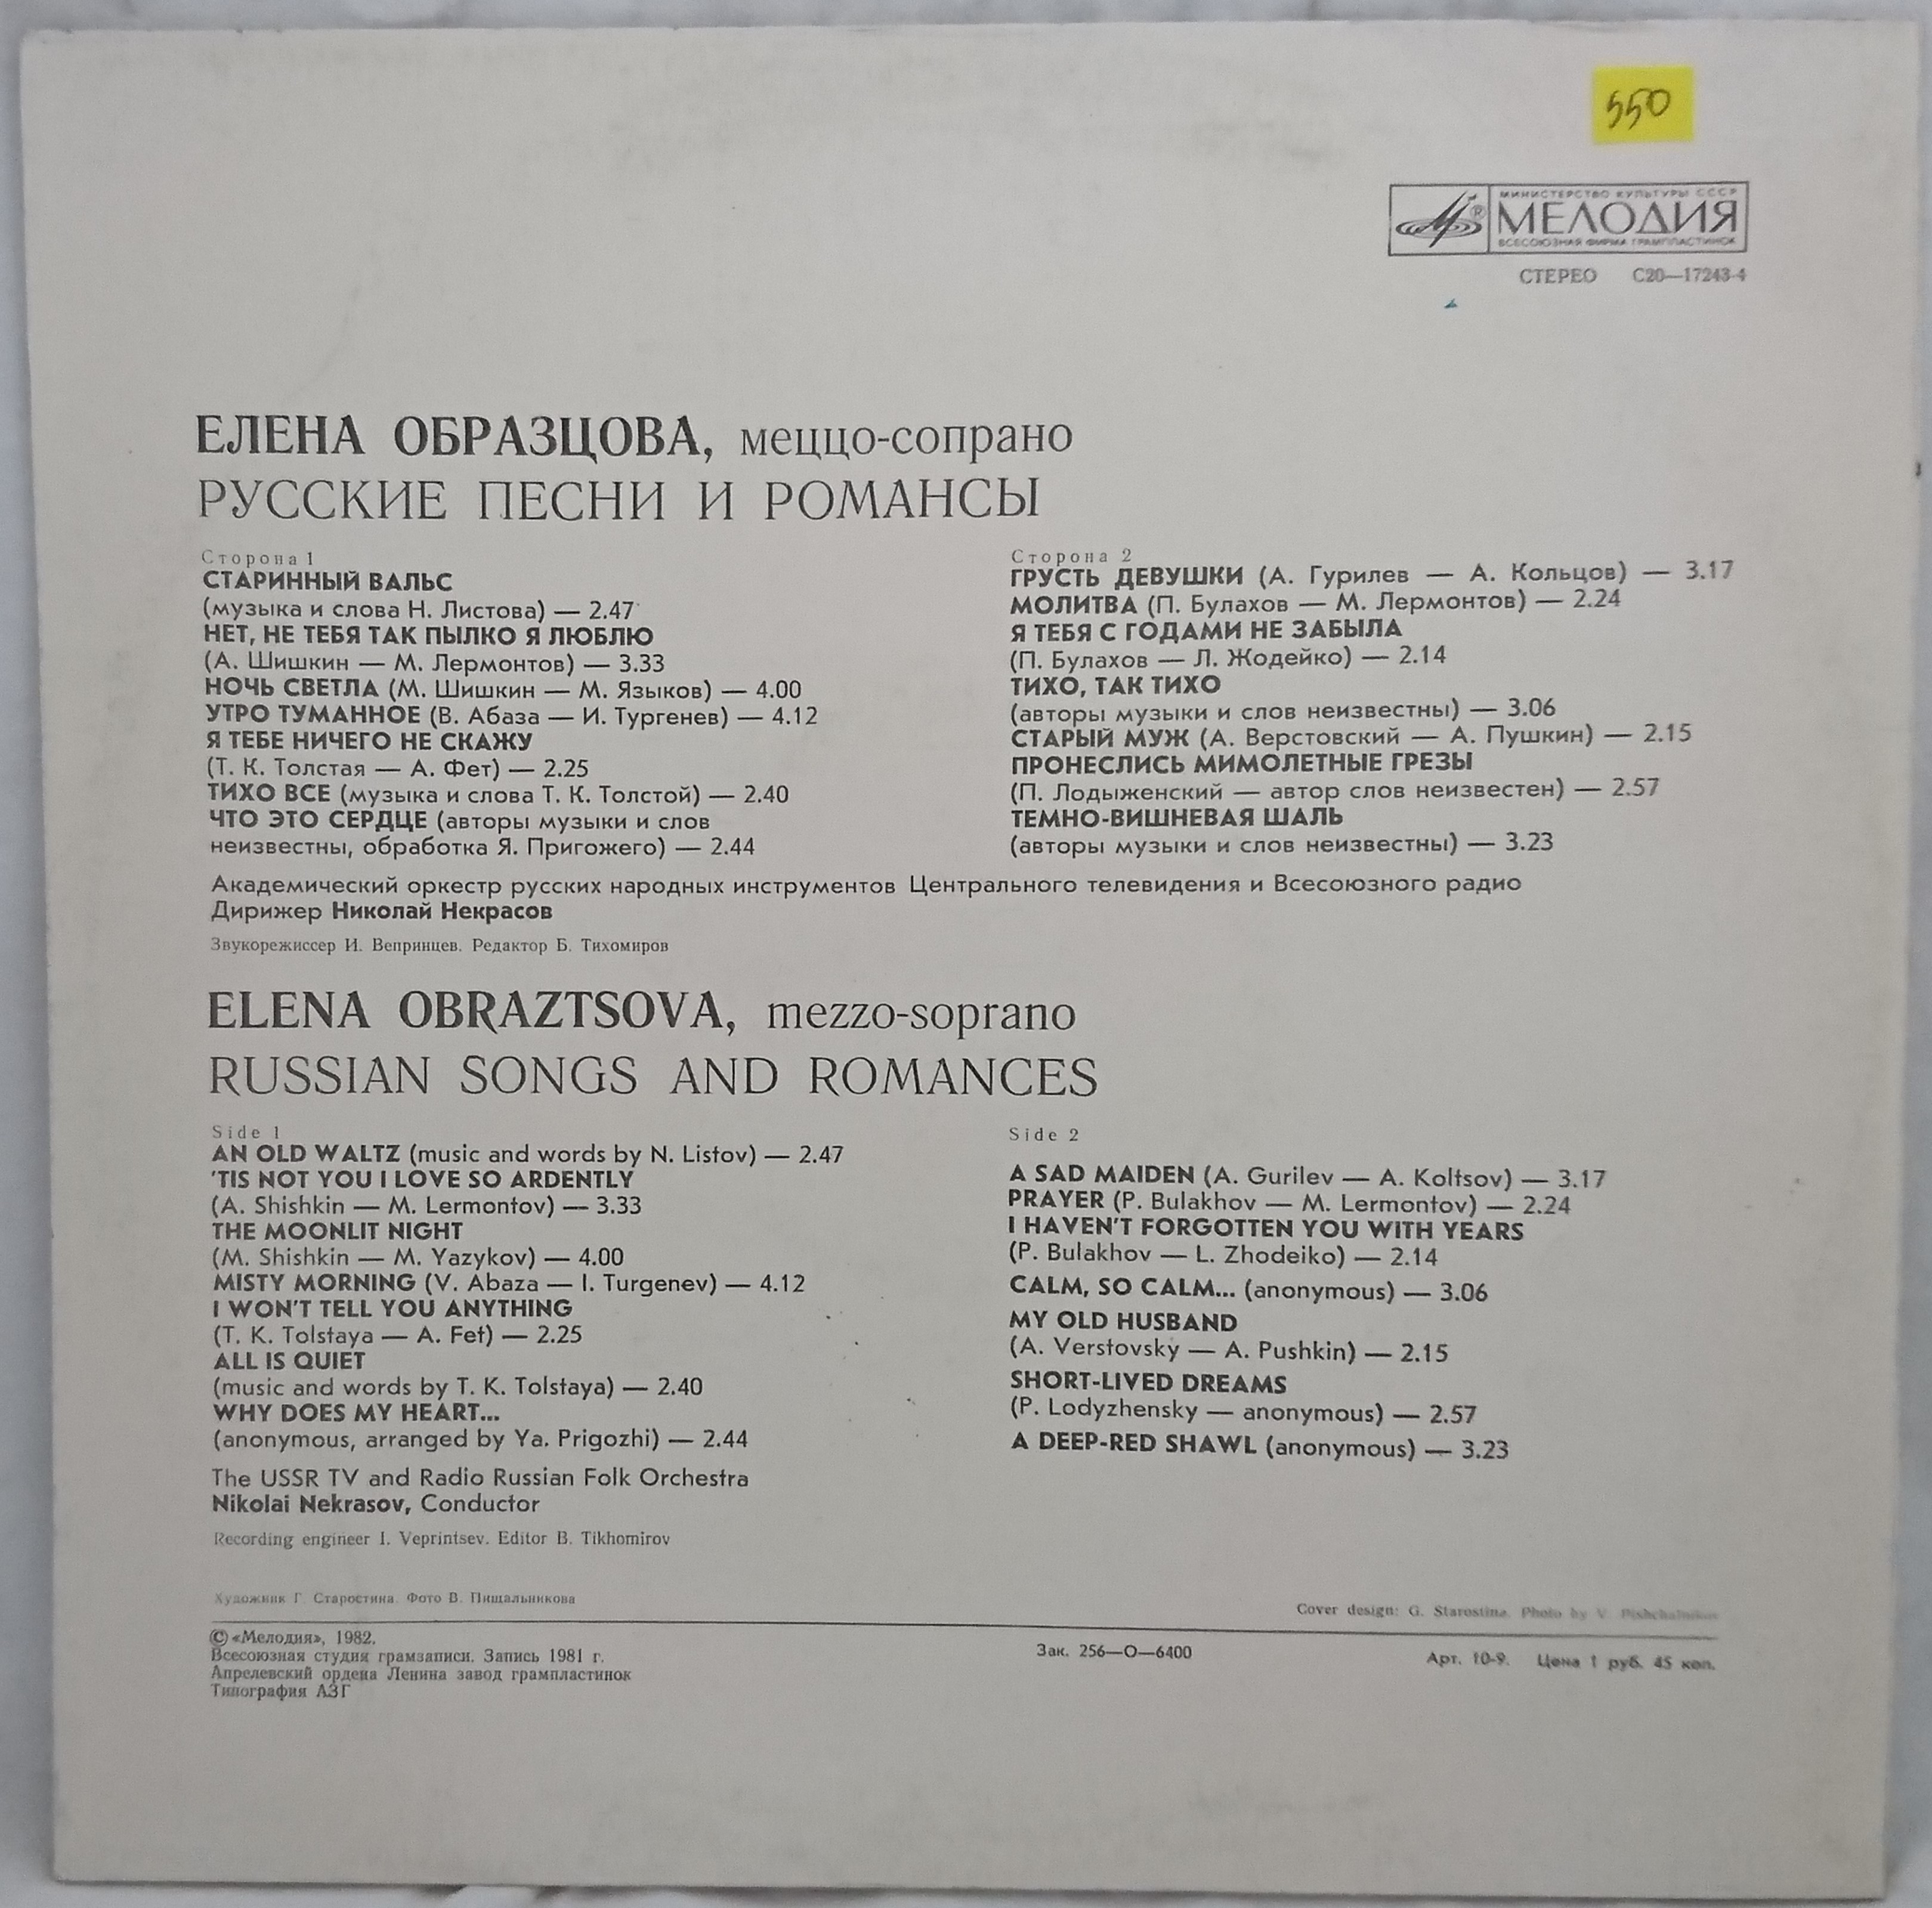 550
МИНИСТЕРСТВО КУЛЬТУРЫ СССР
МЕЛОДИЯ
ВСЕСОЮЗНАЯ ФИРМА ГРАМПЛАСТИНОК
СТЕРЕО С20—17243-4
ЕЛЕНА ОБРАЗЦОВА, меццо-сопрано
РУССКИЕ ПЕСНИ И РОМАНСЫ
Сторона 1
СТАРИННЫЙ ВАЛЬС
(музыка и слова Н. Листова) — 2.47
НЕТ, НЕ ТЕБЯ ТАК ПЫЛКО Я ЛЮБЛЮ
(А. Шишкин — М. Лермонтов) — 3.33
НОЧЬ СВЕТЛА (М. Шишкин — М. Языков) — 4.00
УТРО ТУМАННОЕ (В. Абаза — И. Тургенев) — 4.12
Я ТЕБЕ НИЧЕГО НЕ СКАЖУ
(Т. К. Толстая — А. Фет) — 2.25
ТИХО ВСЕ (музыка и слова Т. К. Толстой) — 2.40
ЧТО ЭТО СЕРДЦЕ (авторы музыки и слов
неизвестны, обработка Я. Пригожего) — 2.44
Сторона 2
ГРУСТЬ ДЕВУШКИ (А. Гурилев — А. Кольцов) — 3.17
МОЛИТВА (П. Булахов — М. Лермонтов) — 2.24
Я ТЕБЯ С ГОДАМИ НЕ ЗАБЫЛА
(П. Булахов — Л. Жодейко) — 2.14
ТИХО, ТАК ТИХО
(авторы музыки и слов неизвестны) — 3.06
СТАРЫЙ МУЖ (А. Верстовский — А. Пушкин) — 2.15
ПРОНЕСЛИСЬ МИМОЛЕТНЫЕ ГРЕЗЫ
(П. Лодыженский — автор слов неизвестен) — 2.57
ТЕМНО-ВИШНЕВАЯ ШАЛЬ
(авторы музыки и слов неизвестны) — 3.23
Академический оркестр русских народных инструментов Центрального телевидения и Всесоюзного радио
Дирижер Николай Некрасов
Звукорежиссер И. Вепринцев. Редактор Б. Тихомиров
ELENA OBRAZTSOVA, mezzo-soprano
RUSSIAN SONGS AND ROMANCES
Side 1
AN OLD WALTZ (music and words by N. Listov) — 2.47
'TIS NOT YOU I LOVE SO ARDENTLY
(A. Shishkin — M. Lermontov) — 3.33
THE MOONLIT NIGHT
(M. Shishkin — M. Yazykov) — 4.00
MISTY MORNING (V. Abaza — I. Turgenev) — 4.12
I WON'T TELL YOU ANYTHING
(T. K. Tolstaya — A. Fet) — 2.25
ALL IS QUIET
(music and words by T. K. Tolstaya) — 2.40
WHY DOES MY HEART...
(anonymous, arranged by Ya. Prigozhi) — 2.44
Side 2
A SAD MAIDEN (A. Gurilev — A. Koltsov) — 3.17
PRAYER (P. Bulakhov — M. Lermontov) — 2.24
I HAVEN'T FORGOTTEN YOU WITH YEARS
(P. Bulakhov — L. Zhodeiko) — 2.14
CALM, SO CALM... (anonymous) — 3.06
MY OLD HUSBAND
(A. Verstovsky — A. Pushkin) — 2.15
SHORT-LIVED DREAMS
(P. Lodyzhensky — anonymous) — 2.57
A DEEP-RED SHAWL (anonymous) — 3.23
The USSR TV and Radio Russian Folk Orchestra
Nikolai Nekrasov, Conductor
Recording engineer I. Veprintsev. Editor B. Tikhomirov
Художник Г. Старостина. Фото В. Пищальникова
Cover design: G. Starostina. Photo by V. Pishchalnikov
© «Мелодия», 1982.
Всесоюзная студия грамзаписи. Запись 1981 г.
Апрелевский ордена Ленина завод грампластинок
Типография АЗГ
Зак. 256—О—6400
Арт. 10-9. Цена 1 руб. 45 коп.